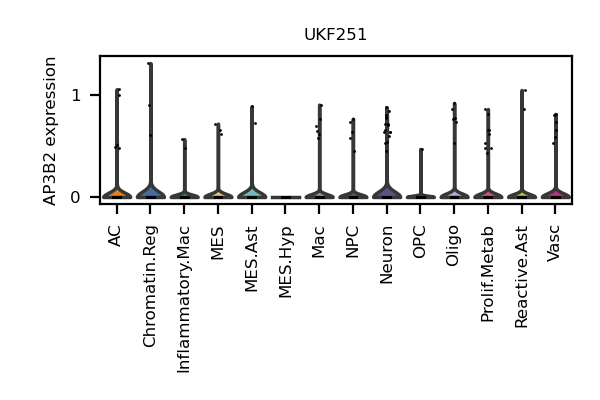 UKF251
AP3B2 expression
1
0
AC
Chromatin.Reg
Inflammatory.Mac
MES
MES.Ast
MES.Hyp
Mac
NPC
Neuron
OPC
Oligo
Prolif.Metab
Reactive.Ast
Vasc